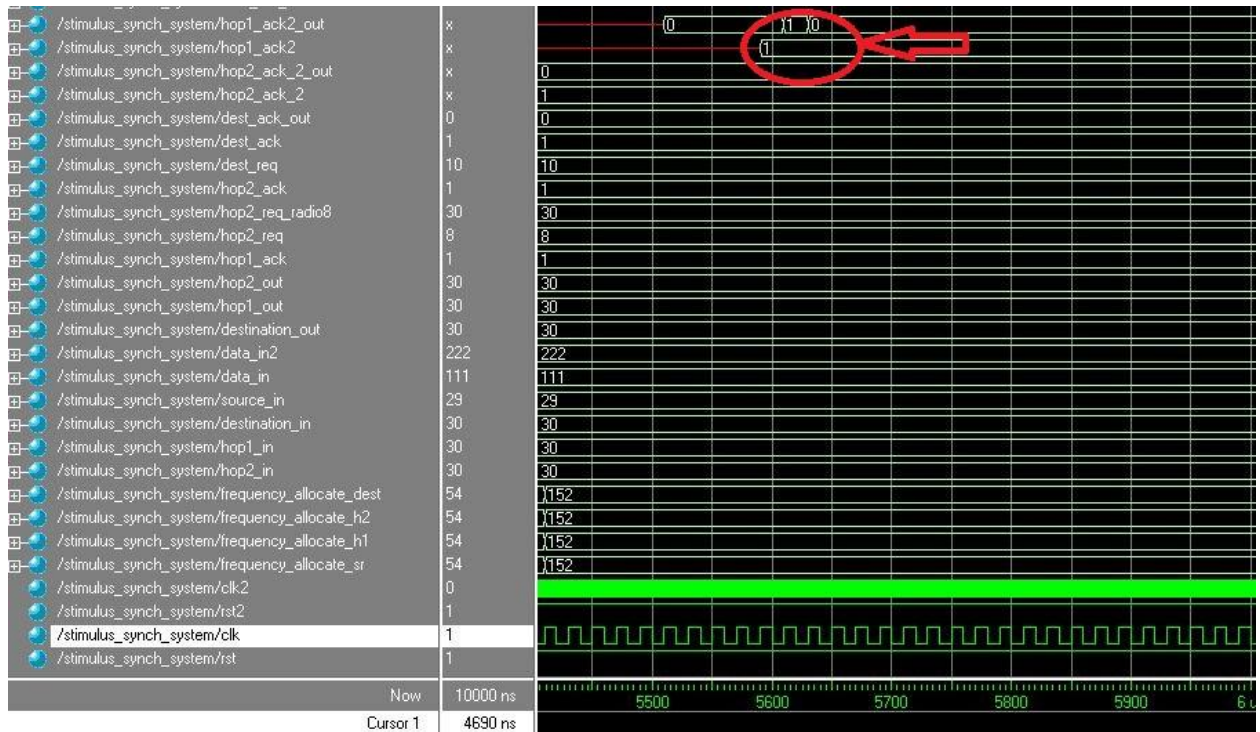 /stimulus_synch_system/hop1_ack2_out x 0 1 0
/stimulus_synch_system/hop1_ack2 x 1
/stimulus_synch_system/hop2_ack_2_out x 0
/stimulus_synch_system/hop2_ack_2 x 1
/stimulus_synch_system/dest_ack_out 0 0
/stimulus_synch_system/dest_ack 1 1
/stimulus_synch_system/dest_req 10 10
/stimulus_synch_system/hop2_ack 1 1
/stimulus_synch_system/hop2_req_radio8 30 30
/stimulus_synch_system/hop2_req 8 8
/stimulus_synch_system/hop1_ack 1 1
/stimulus_synch_system/hop2_out 30 30
/stimulus_synch_system/hop1_out 30 30
/stimulus_synch_system/destination_out 30 30
/stimulus_synch_system/data_in2 222 222
/stimulus_synch_system/data_in 111 111
/stimulus_synch_system/source_in 29 29
/stimulus_synch_system/destination_in 30 30
/stimulus_synch_system/hop1_in 30 30
/stimulus_synch_system/hop2_in 30 30
/stimulus_synch_system/frequency_allocate_dest 54 152
/stimulus_synch_system/frequency_allocate_h2 54 152
/stimulus_synch_system/frequency_allocate_h1 54 152
/stimulus_synch_system/frequency_allocate_sr 54 152
/stimulus_synch_system/clk2 0
/stimulus_synch_system/rst2 1
/stimulus_synch_system/clk 1
/stimulus_synch_system/rst 1
Now 10000 ns 5500 5600 5700 5800 5900
Cursor 1 4690 ns